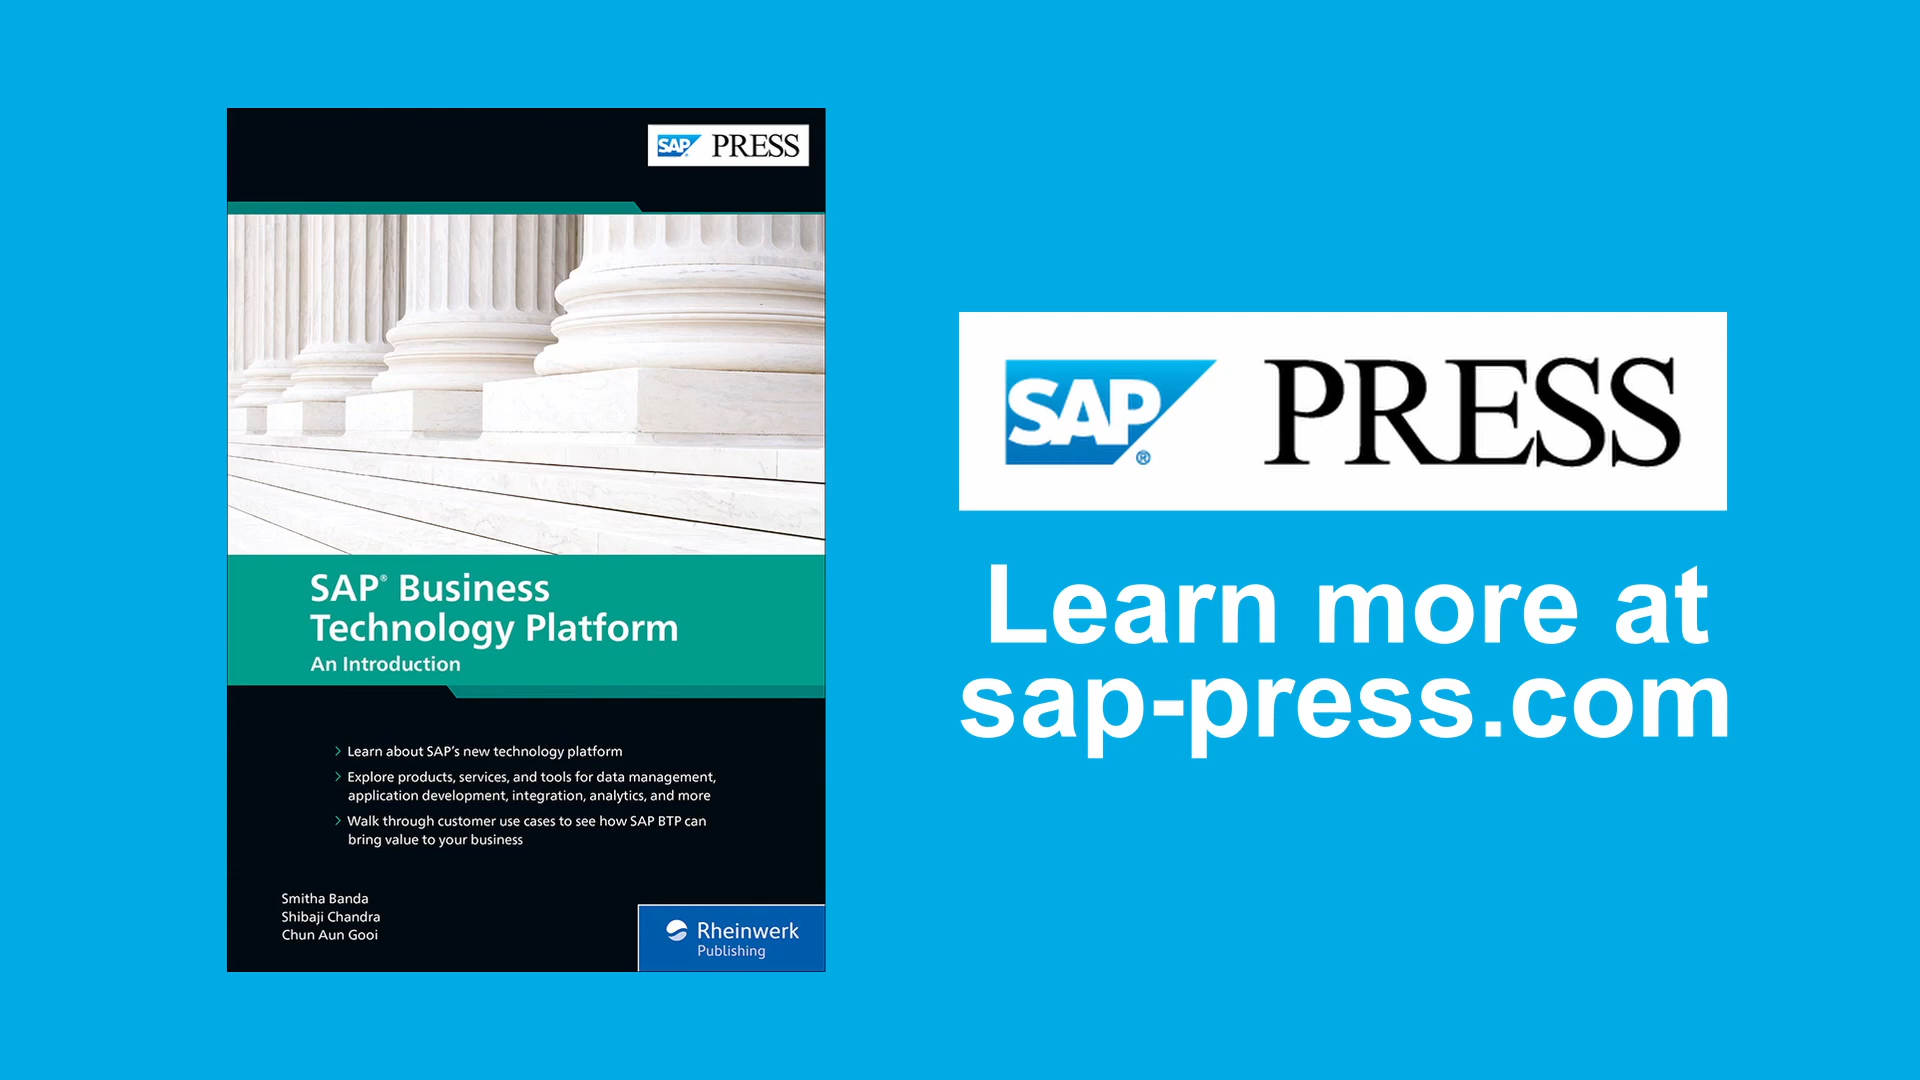 SAP PRESS
SAP® Business
Technology Platform
An Introduction
> Learn about SAP's new technology platform
> Explore products, services, and tools for data management,
application development, integration, analytics, and more
> Walk through customer use cases to see how SAP BTP can
bring value to your business
Smitha Banda
Shibaji Chandra
Chun Aun Gooi
Rheinwerk
Publishing
SAP® PRESS
Learn more at
sap-press.com